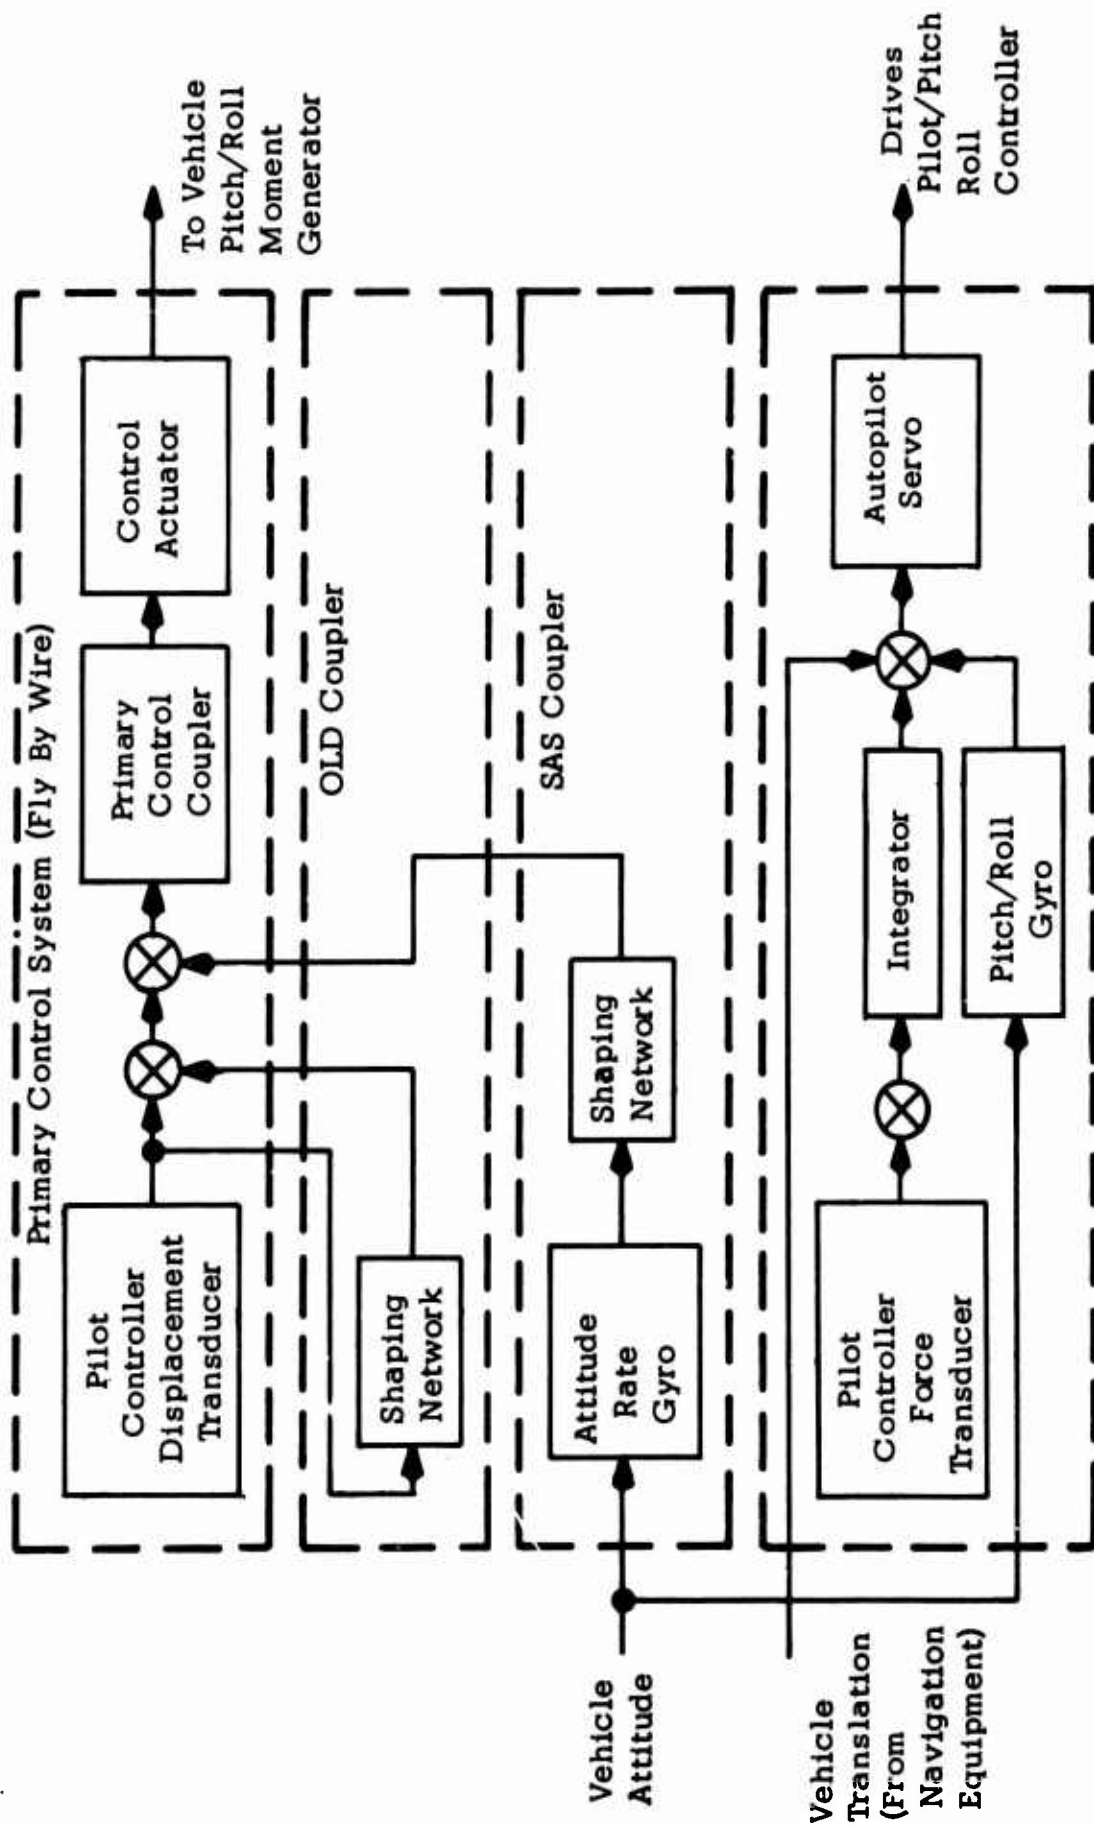 Primary Control System (Fly By Wire)
Pilot
Controller
Displacement
Transducer
Primary
Control
Coupler
Control
Actuator
To Vehicle
Pitch/Roll
Moment
Generator
OLD Coupler
Shaping
Network
SAS Coupler
Vehicle
Attitude
Attitude
Rate
Gyro
Shaping
Network
Vehicle
Translation
(From
Navigation
Equipment)
Pilot
Controller
Force
Transducer
Integrator
Pitch/Roll
Gyro
Autopilot
Servo
Drives
Pilot/Pitch
Roll
Controller